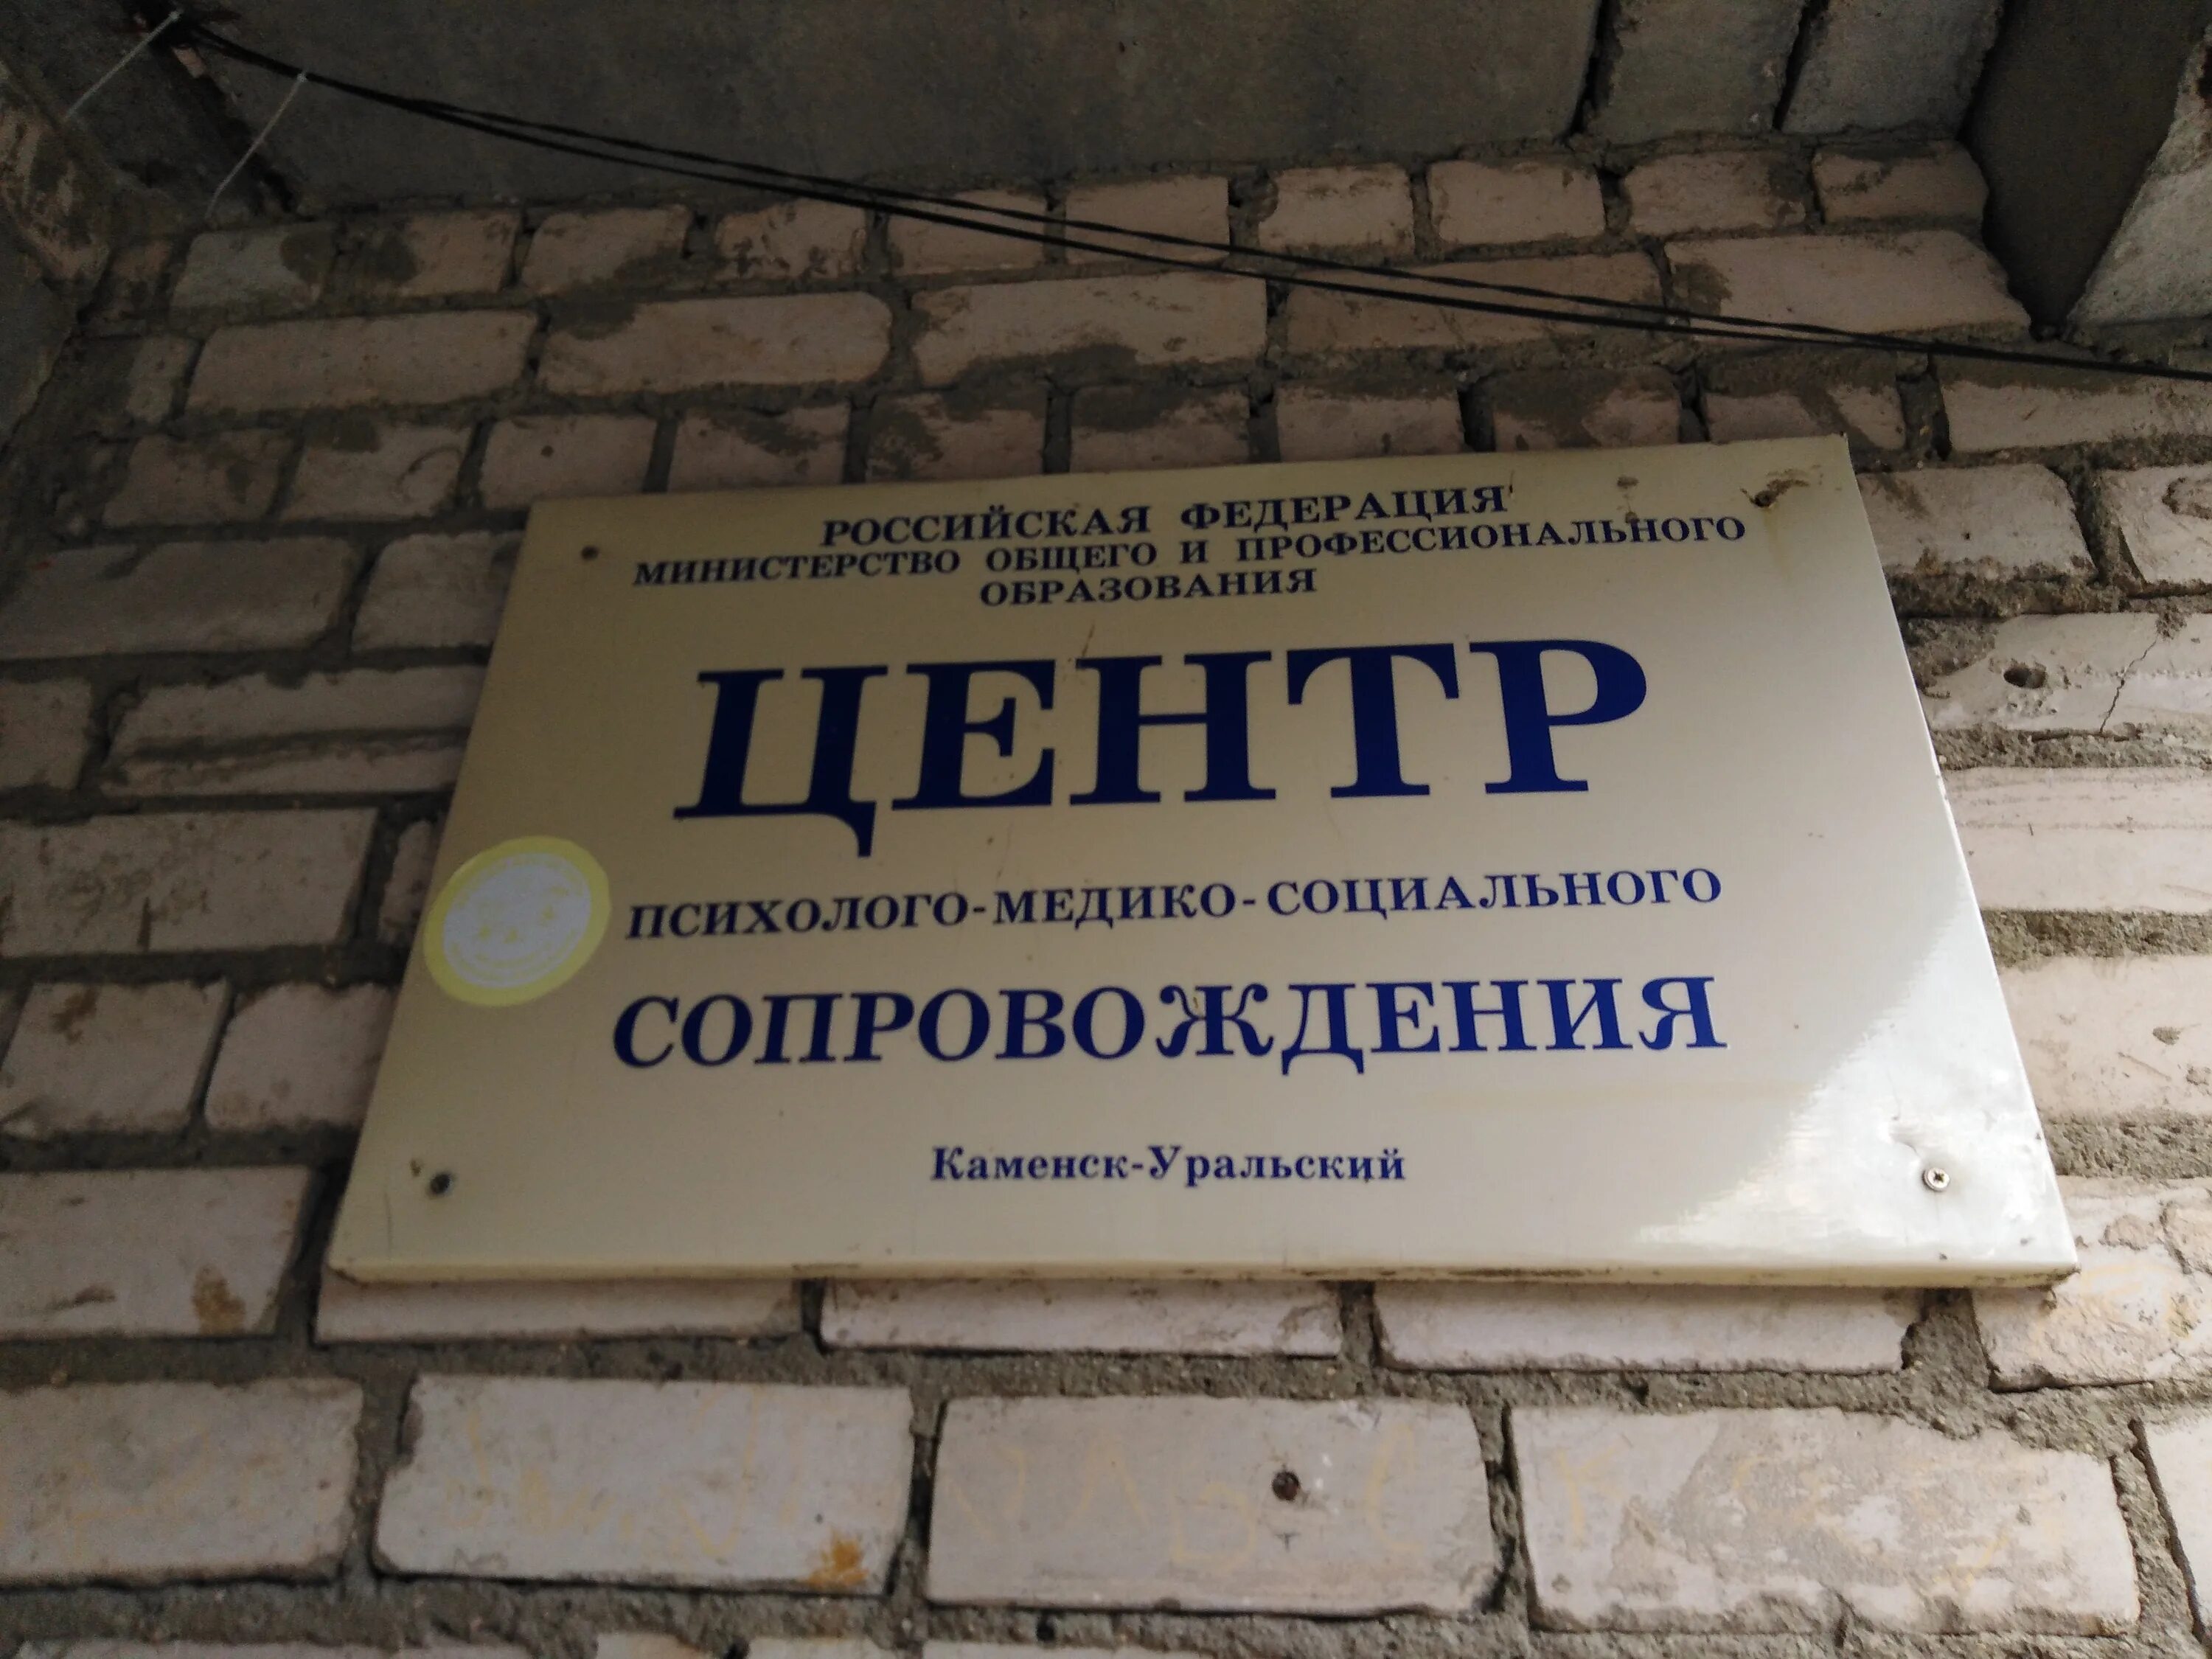 РОССИЙСКАЯ ФЕДЕРАЦИЯ
МИНИСТЕРСТВО ОБЩЕГО И ПРОФЕССИОНАЛЬНОГО
ОБРАЗОВАНИЯ
ЦЕНТР
ПСИХОЛОГО-МЕДИКО-СОЦИАЛЬНОГО
СОПРОВОЖДЕНИЯ
Каменск-Уральский